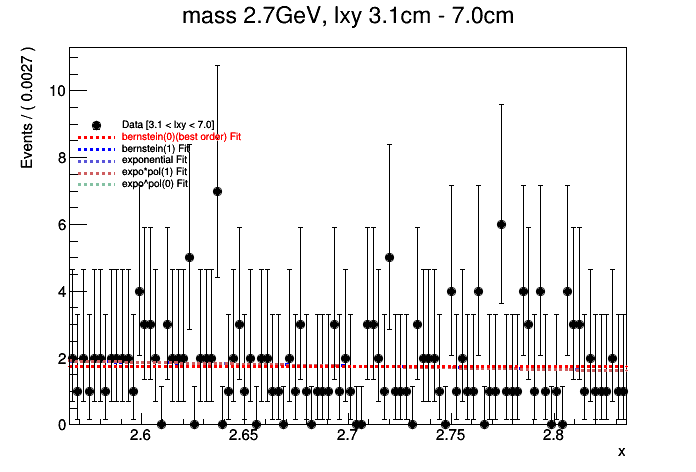 mass 2.7GeV, lxy 3.1cm - 7.0cm
Events / ( 0.0027 )
10
8
6
4
2
0
Data [3.1 < lxy < 7.0]
bernstein(0)(best order) Fit
bernstein(1) Fit
exponential Fit
expo*pol(1) Fit
expo^pol(0) Fit
2.6 2.65 2.7 2.75 2.8
x